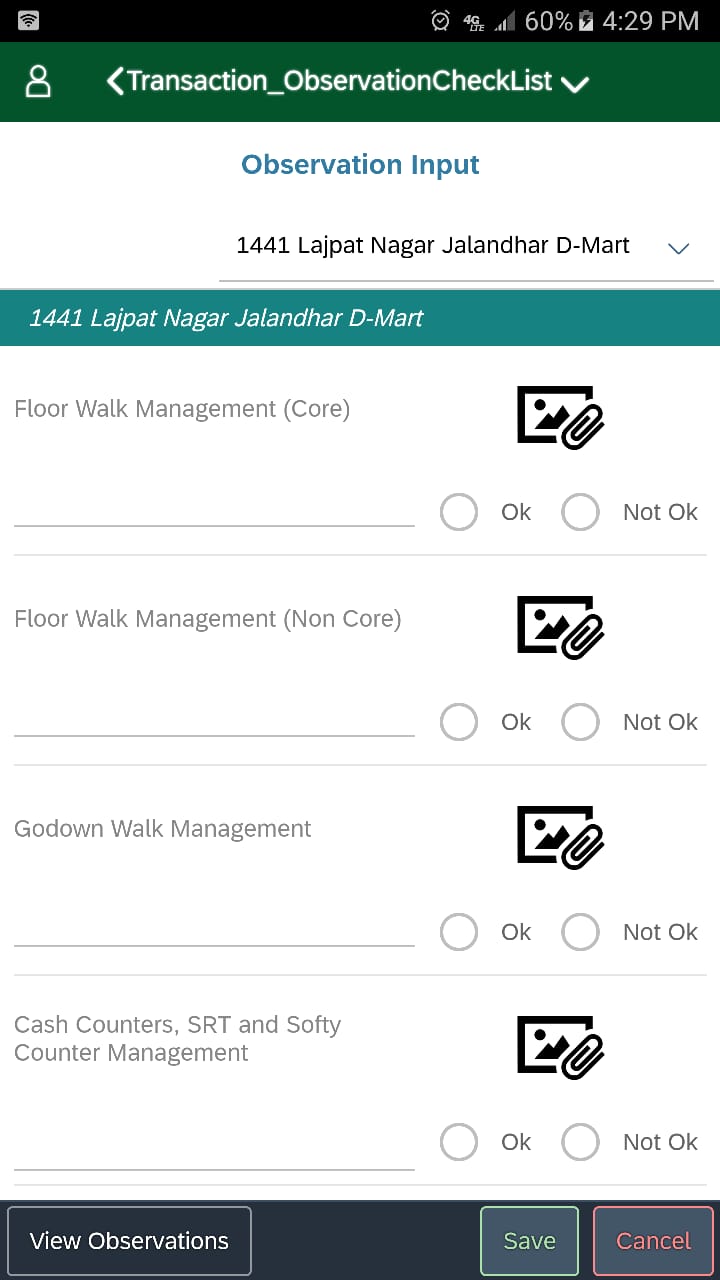 4G LTE 60% 4:29 PM
Transaction_ObservationCheckList
Observation Input
1441 Lajpat Nagar Jalandhar D-Mart
1441 Lajpat Nagar Jalandhar D-Mart
Floor Walk Management (Core)
Ok Not Ok
Floor Walk Management (Non Core)
Ok Not Ok
Godown Walk Management
Ok Not Ok
Cash Counters, SRT and Softy
Counter Management
Ok Not Ok
View Observations Save Cancel